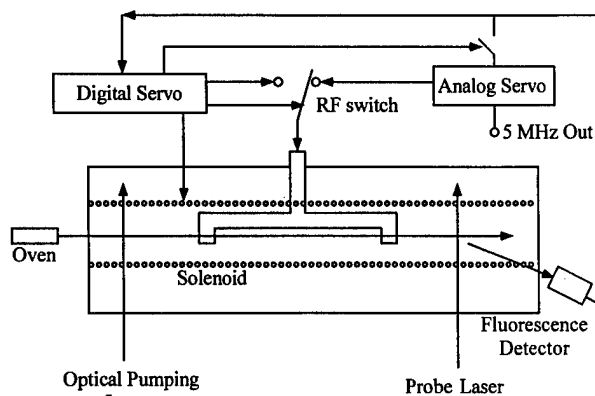 Digital Servo
RF switch
Analog Servo
5 MHz Out
Oven
Solenoid
Fluorescence
Detector
Optical Pumping
Probe Laser